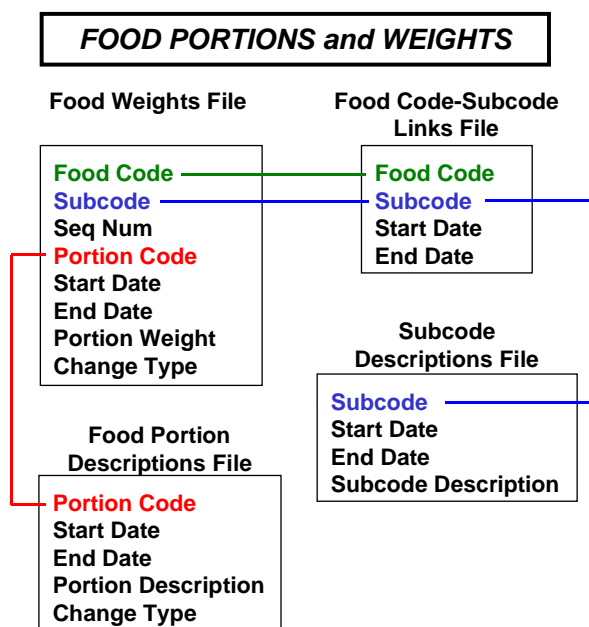 FOOD PORTIONS and WEIGHTS
Food Weights File
Food Code
Subcode
Seq Num
Portion Code
Start Date
End Date
Portion Weight
Change Type
Food Code-Subcode
Links File
Food Code
Subcode
Start Date
End Date
Subcode
Descriptions File
Subcode
Start Date
End Date
Subcode Description
Food Portion
Descriptions File
Portion Code
Start Date
End Date
Portion Description
Change Type